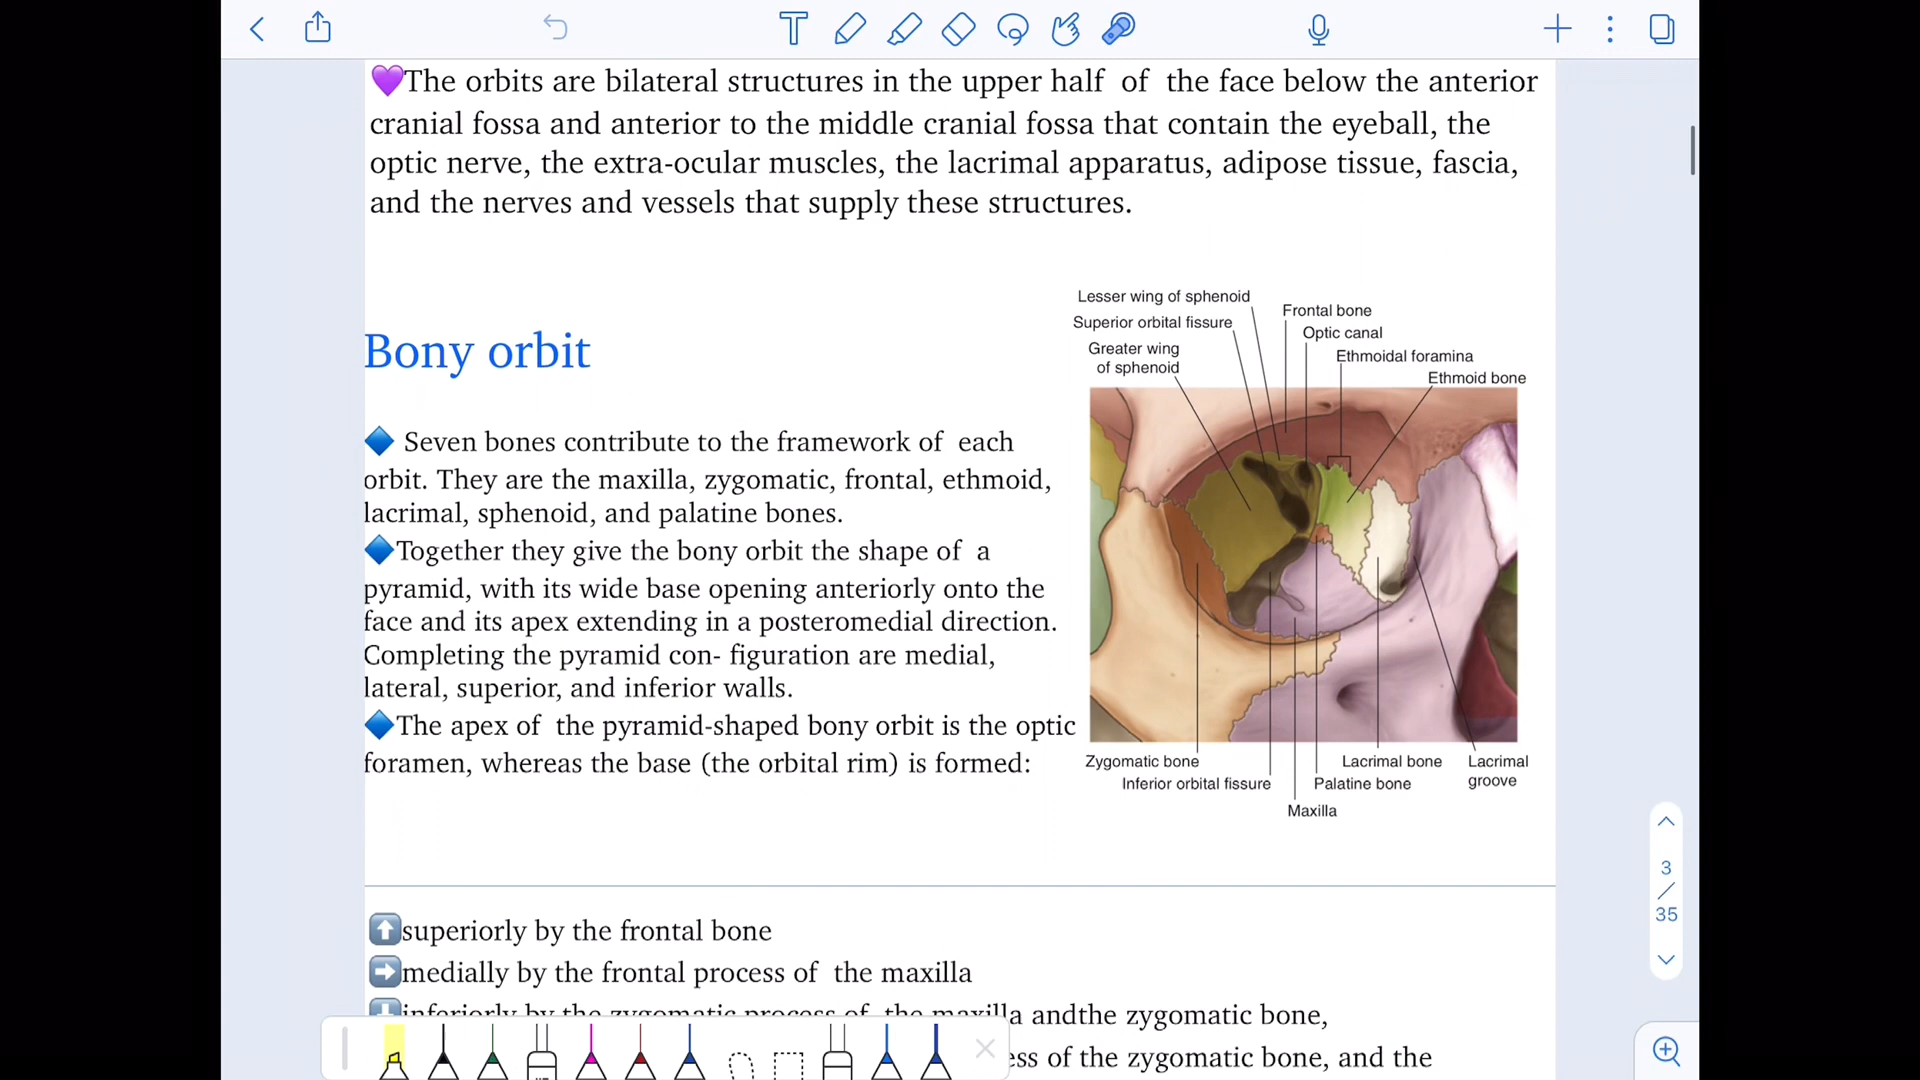 💜The orbits are bilateral structures in the upper half of the face below the anterior
cranial fossa and anterior to the middle cranial fossa that contain the eyeball, the
optic nerve, the extra-ocular muscles, the lacrimal apparatus, adipose tissue, fascia,
and the nerves and vessels that supply these structures.
Bony orbit
🔷 Seven bones contribute to the framework of each
orbit. They are the maxilla, zygomatic, frontal, ethmoid,
lacrimal, sphenoid, and palatine bones.
🔷Together they give the bony orbit the shape of a
pyramid, with its wide base opening anteriorly onto the
face and its apex extending in a posteromedial direction.
Completing the pyramid con- figuration are medial,
lateral, superior, and inferior walls.
🔷The apex of the pyramid-shaped bony orbit is the optic
foramen, whereas the base (the orbital rim) is formed:
Lesser wing of sphenoid
Superior orbital fissure
Greater wing
of sphenoid
Frontal bone
Optic canal
Ethmoidal foramina
Ethmoid bone
Zygomatic bone
Inferior orbital fissure
Maxilla
Palatine bone
Lacrimal bone
Lacrimal
groove
⬆️superiorly by the frontal bone
➡️medially by the frontal process of the maxilla
⬇️inferiorly by the zygomatic process of the maxilla andthe zygomatic bone,
of the zygomatic bone, and the
3
/
35